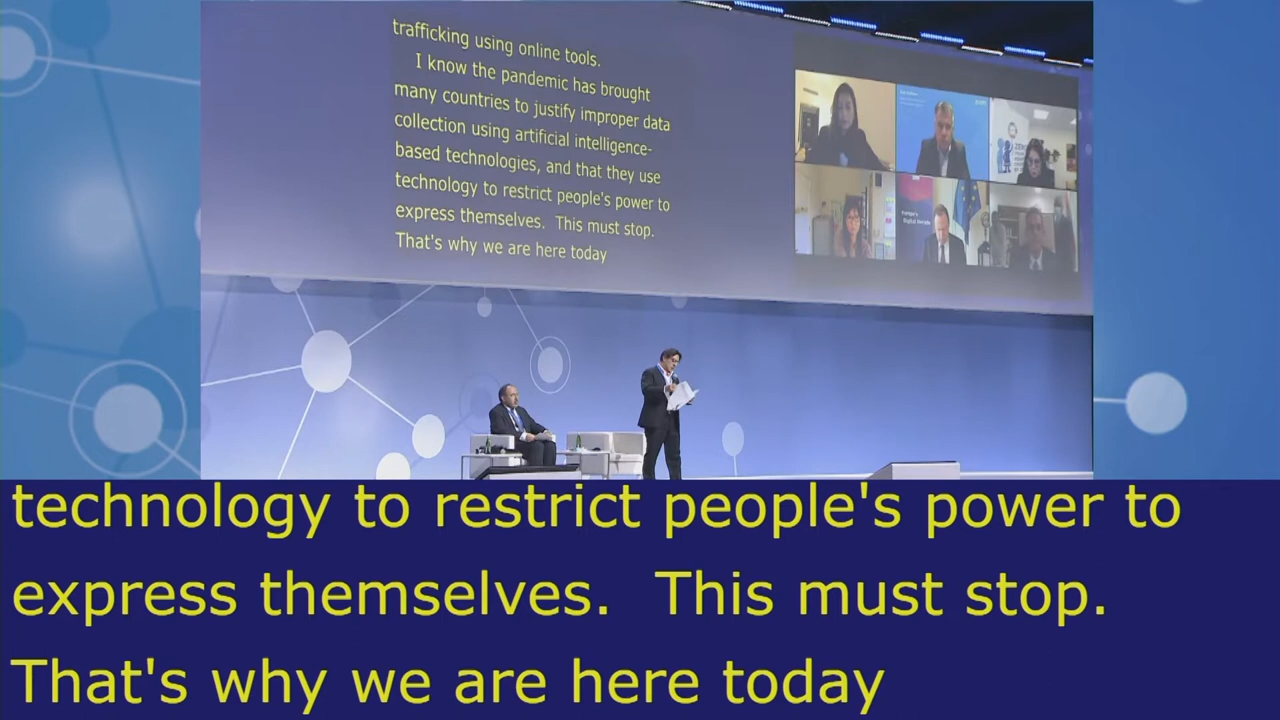 trafficking using online tools.
I know the pandemic has brought
many countries to justify improper data
collection using artificial intelligence-
based technologies, and that they use
technology to restrict people's power to
express themselves.  This must stop.
That's why we are here today
technology to restrict people's power to
express themselves.  This must stop.
That's why we are here today